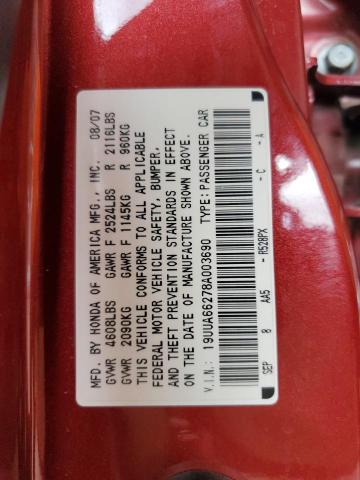 MFD. BY HONDA OF AMERICA MFG., INC. 08/07
GVWR 4608LBS GAWR F 2524LBS R 2116LBS
GVWR 2090KG GAWR F 1145KG R 960KG
THIS VEHICLE CONFORMS TO ALL APPLICABLE
FEDERAL MOTOR VEHICLE SAFETY, BUMPER,
AND THEFT PREVENTION STANDARDS IN EFFECT
ON THE DATE OF MANUFACTURE SHOWN ABOVE.
V.I.N.: 19UUA66278A003690 TYPE:PASSENGER CAR
SEP 8 4A5 - R528PX - C - A